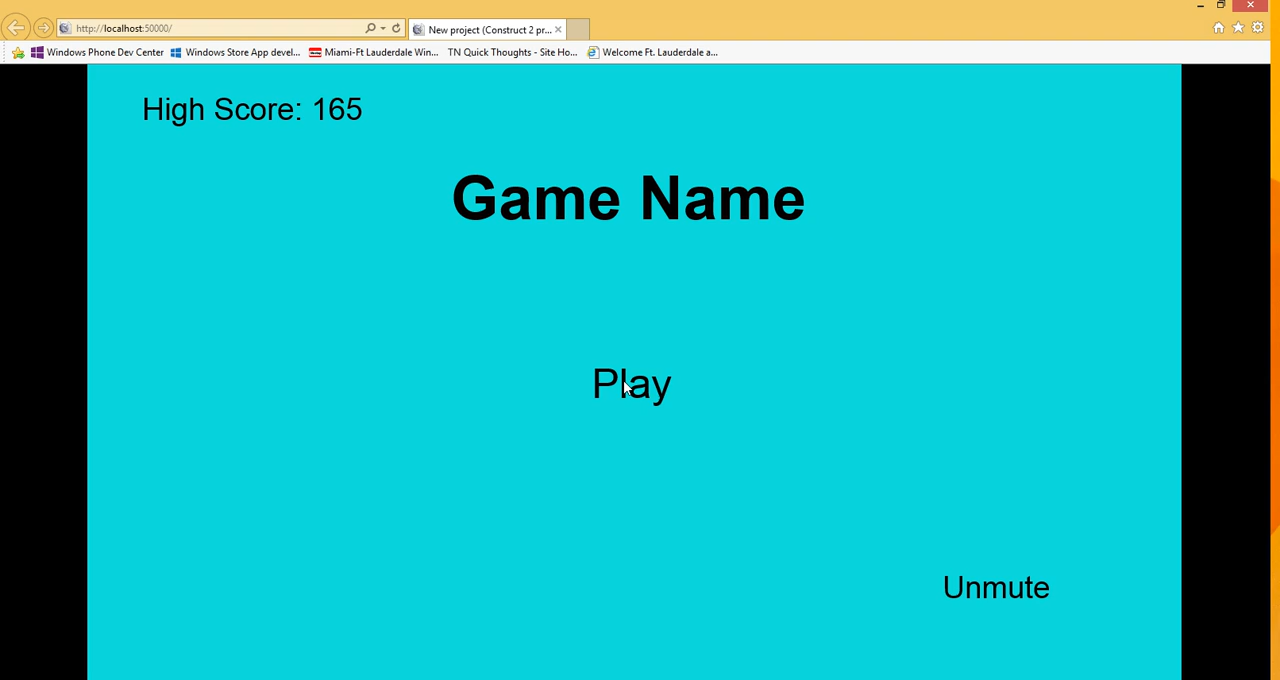 http://localhost:50000/
New project (Construct 2 pr...
Windows Phone Dev Center
Windows Store App devel...
Miami-Ft Lauderdale Win...
TN Quick Thoughts - Site Ho...
Welcome Ft. Lauderdale a...
High Score: 165
Game Name
Play
Unmute